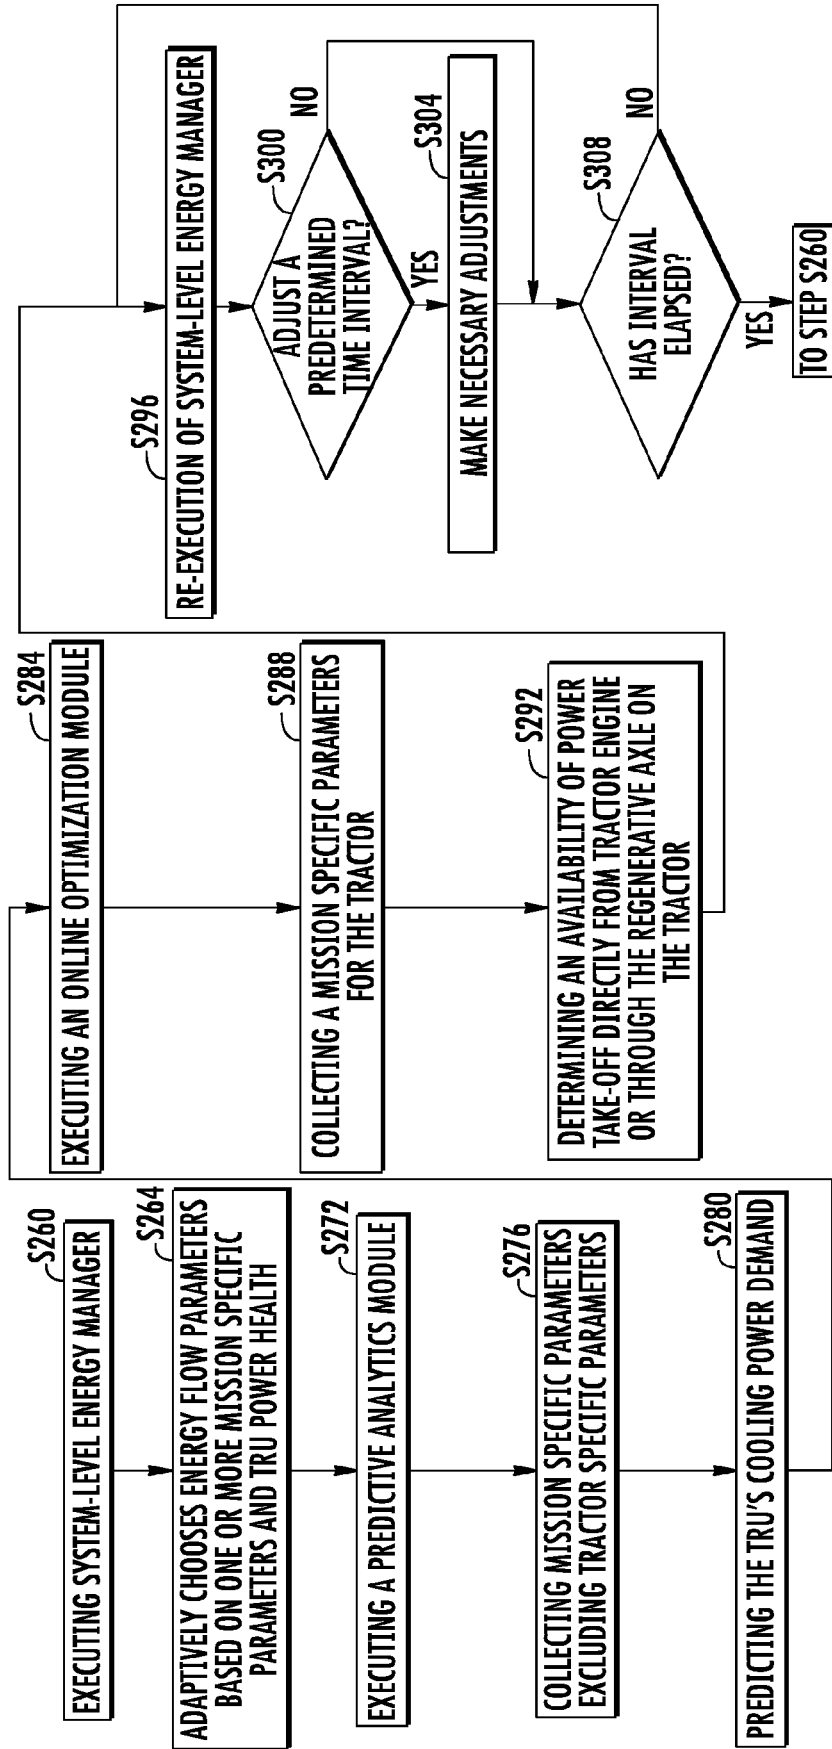 S260
EXECUTING SYSTEM-LEVEL ENERGY MANAGER
S264
ADAPTIVELY CHOOSES ENERGY FLOW PARAMETERS
BASED ON ONE OR MORE MISSION SPECIFIC
PARAMETERS AND TRU POWER HEALTH
S272
EXECUTING A PREDICTIVE ANALYTICS MODULE
S276
COLLECTING MISSION SPECIFIC PARAMETERS
EXCLUDING TRACTOR SPECIFIC PARAMETERS
S280
PREDICTING THE TRU'S COOLING POWER DEMAND
S284
EXECUTING AN ONLINE OPTIMIZATION MODULE
S288
COLLECTING A MISSION SPECIFIC PARAMETERS
FOR THE TRACTOR
S292
DETERMINING AN AVAILABILITY OF POWER
TAKE-OFF DIRECTLY FROM TRACTOR ENGINE
OR THROUGH THE REGENERATIVE AXLE ON
THE TRACTOR
S296
RE-EXECUTION OF SYSTEM-LEVEL ENERGY MANAGER
S300
ADJUST A
PREDETERMINED
TIME INTERVAL?
NO
YES
S304
MAKE NECESSARY ADJUSTMENTS
S308
HAS INTERVAL
ELAPSED?
NO
YES
TO STEP S260